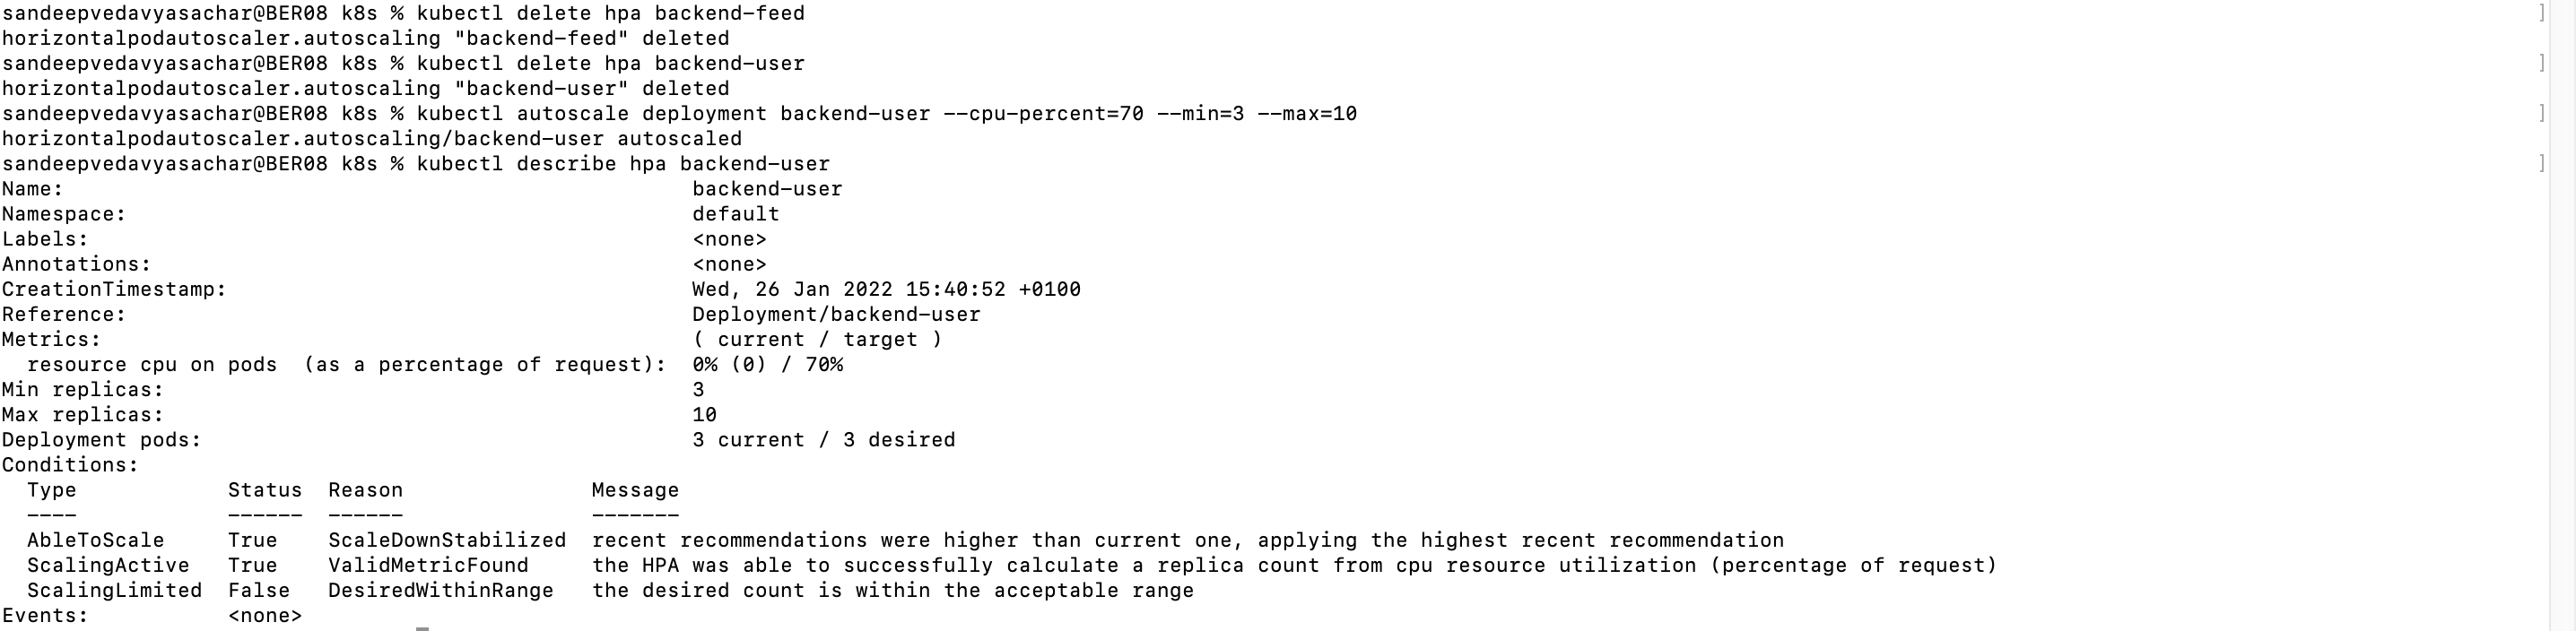 sandeepvedavyasachar@BER08 k8s % kubectl delete hpa backend-feed ]
horizontalpodautoscaler.autoscaling "backend-feed" deleted
sandeepvedavyasachar@BER08 k8s % kubectl delete hpa backend-user ]
horizontalpodautoscaler.autoscaling "backend-user" deleted
sandeepvedavyasachar@BER08 k8s % kubectl autoscale deployment backend-user --cpu-percent=70 --min=3 --max=10 ]
horizontalpodautoscaler.autoscaling/backend-user autoscaled
sandeepvedavyasachar@BER08 k8s % kubectl describe hpa backend-user ]
Name: backend-user
Namespace: default
Labels: <none>
Annotations: <none>
CreationTimestamp: Wed, 26 Jan 2022 15:40:52 +0100
Reference: Deployment/backend-user
Metrics: ( current / target )
  resource cpu on pods  (as a percentage of request):  0% (0) / 70%
Min replicas: 3
Max replicas: 10
Deployment pods: 3 current / 3 desired
Conditions:
  Type            Status  Reason               Message
  ----            ------  ------               -------
  AbleToScale     True    ScaleDownStabilized  recent recommendations were higher than current one, applying the highest recent recommendation
  ScalingActive   True    ValidMetricFound     the HPA was able to successfully calculate a replica count from cpu resource utilization (percentage of request)
  ScalingLimited  False   DesiredWithinRange   the desired count is within the acceptable range
Events:           <none>